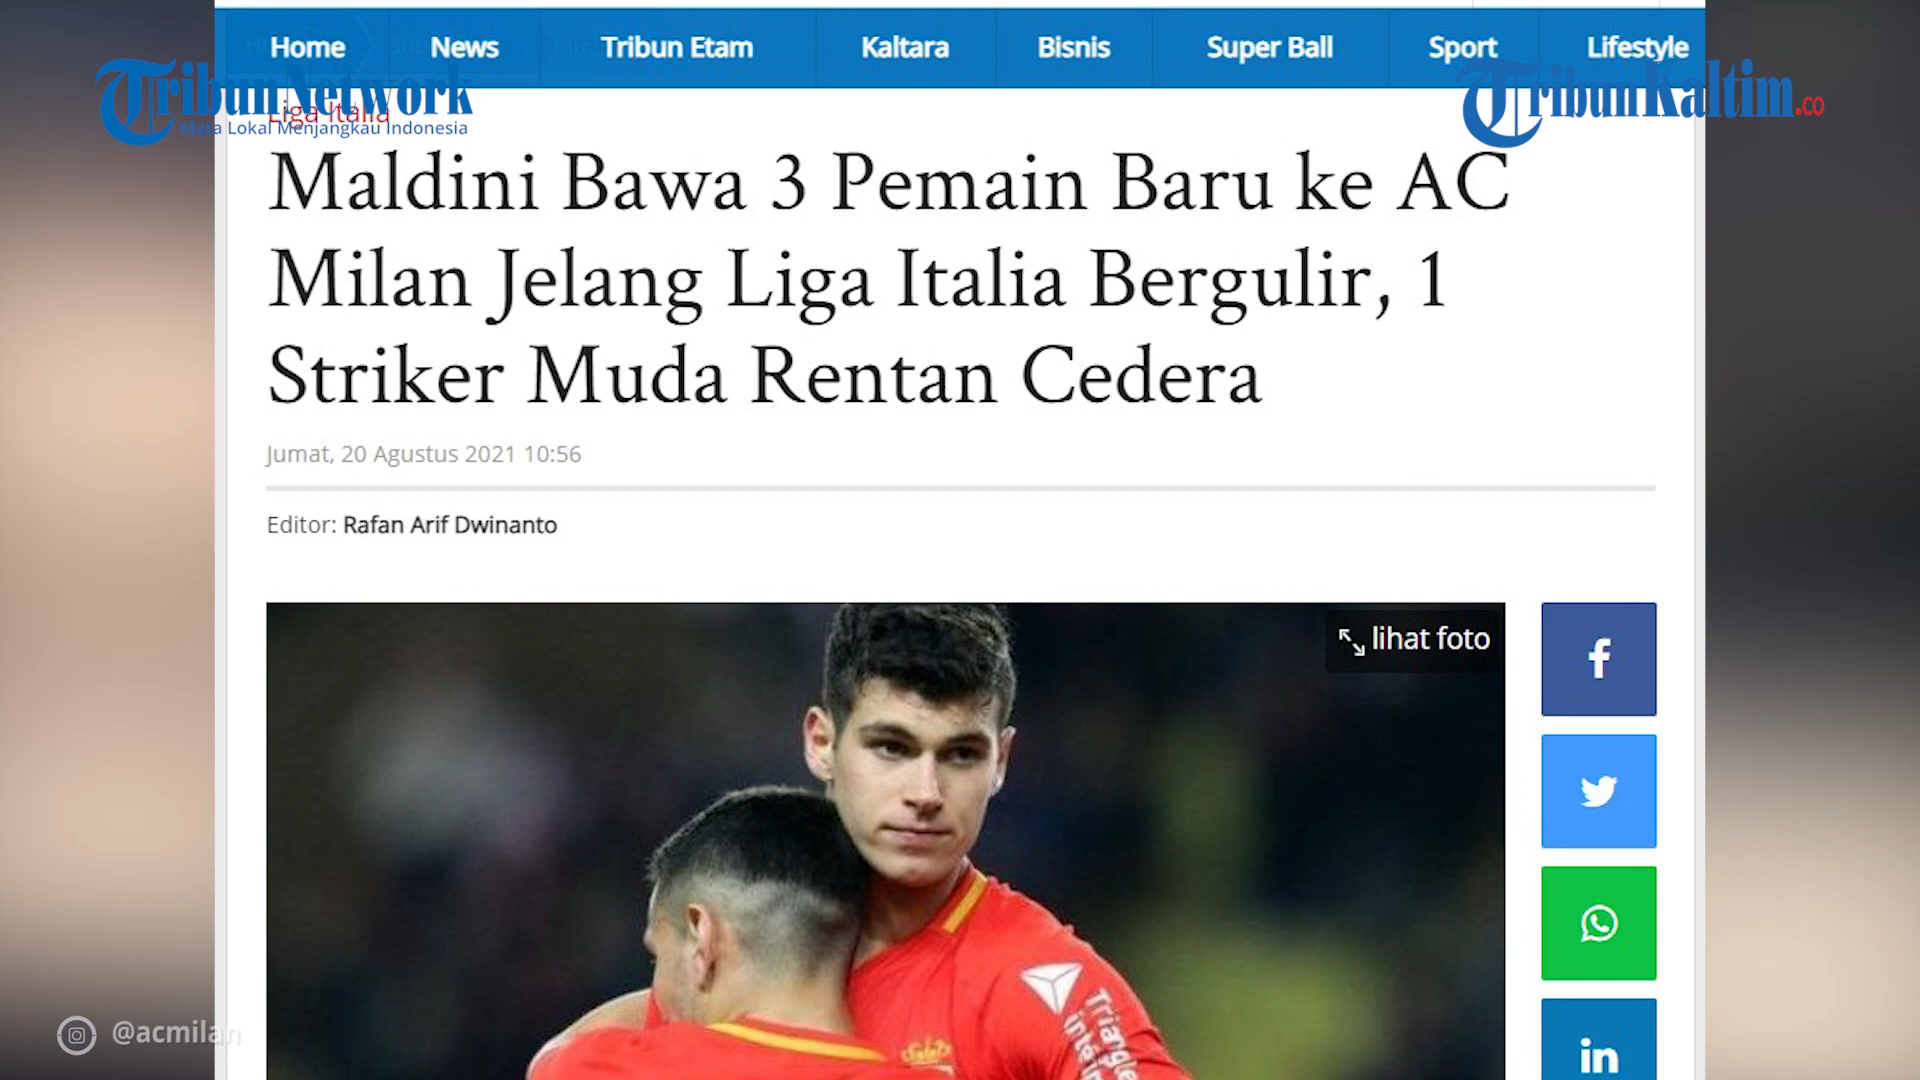 Home News Tribun Etam Kaltara Bisnis Super Ball Sport Lifestyle
TribunNetwork
Mata Lokal Menjangkau Indonesia
TribunKaltim.co
Liga Italia
Maldini Bawa 3 Pemain Baru ke AC
Milan Jelang Liga Italia Bergulir, 1
Striker Muda Rentan Cedera
Jumat, 20 Agustus 2021 10:56
Editor: Rafan Arif Dwinanto
lihat foto
f
in
Triangle
@acmilan